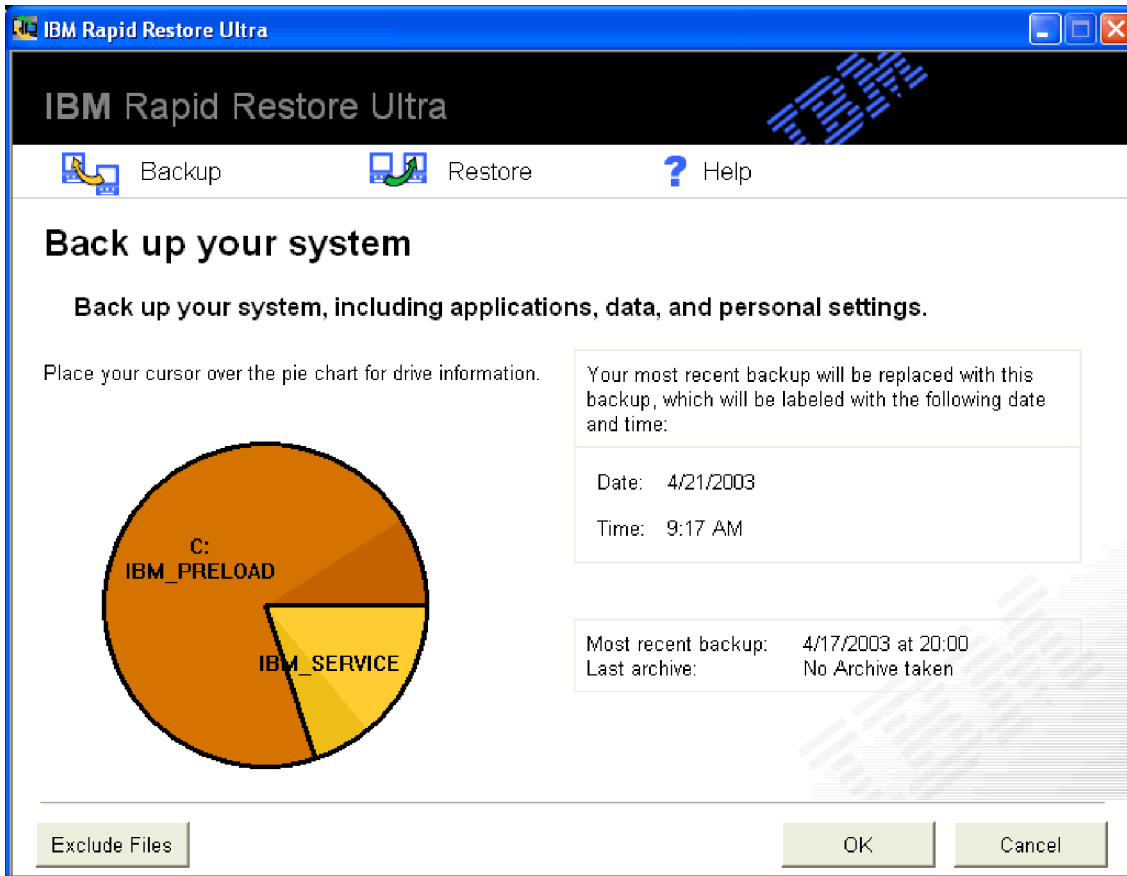 IBM Rapid Restore Ultra
IBM Rapid Restore Ultra
IBM
Backup
Restore
? Help
Back up your system
Back up your system, including applications, data, and personal settings.
Place your cursor over the pie chart for drive information.
C:
IBM_PRELOAD
IBM_SERVICE
Your most recent backup will be replaced with this
backup, which will be labeled with the following date
and time:
Date: 4/21/2003
Time: 9:17 AM
Most recent backup: 4/17/2003 at 20:00
Last archive: No Archive taken
Exclude Files
OK
Cancel